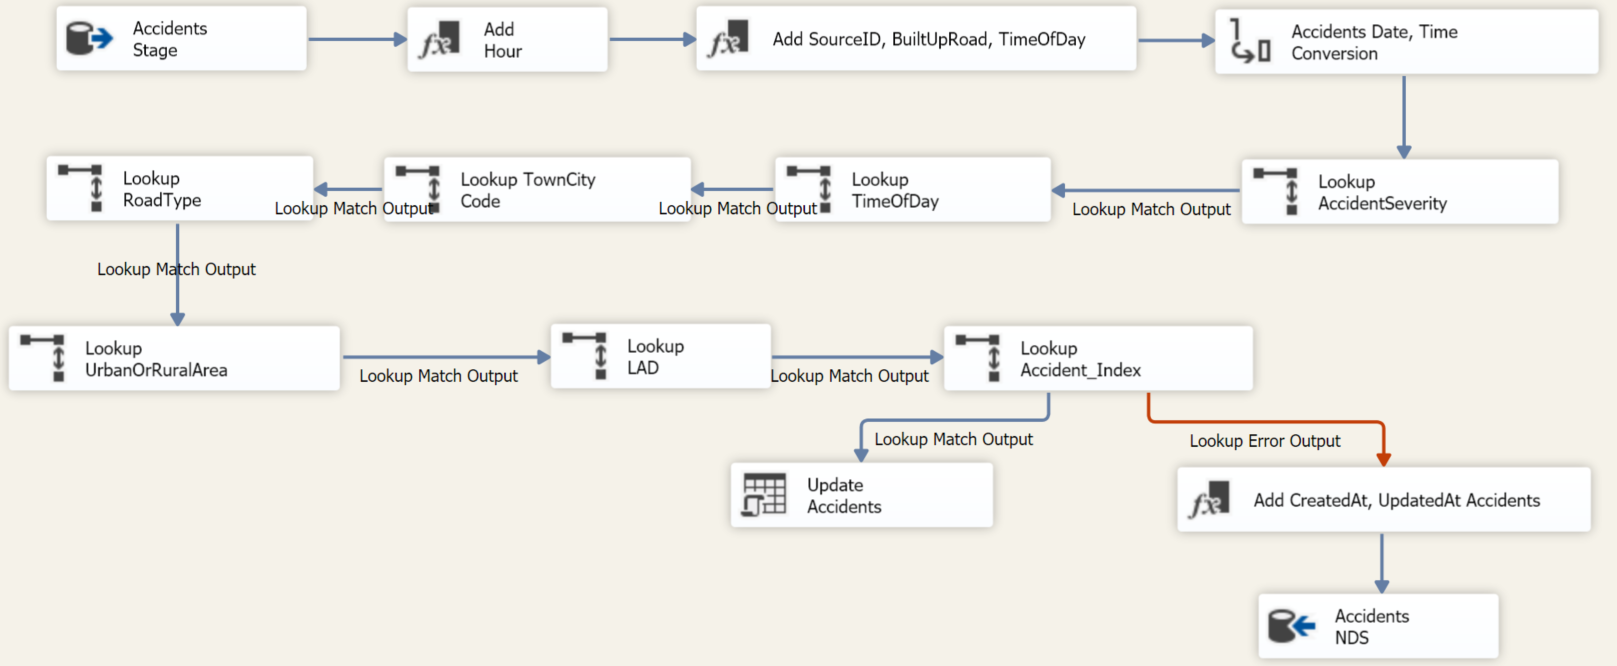 Accidents
Stage
Add
Hour
Add SourceID, BuiltUpRoad, TimeOfDay
Accidents Date, Time
Conversion
Lookup
RoadType
Lookup Match Output
Lookup TownCity
Code
Lookup Match Output
Lookup
TimeOfDay
Lookup Match Output
Lookup
AccidentSeverity
Lookup Match Output
Lookup
UrbanOrRuralArea
Lookup Match Output
Lookup
LAD
Lookup Match Output
Lookup
Accident_Index
Lookup Match Output
Lookup Error Output
Update
Accidents
Add CreatedAt, UpdatedAt Accidents
Accidents
NDS